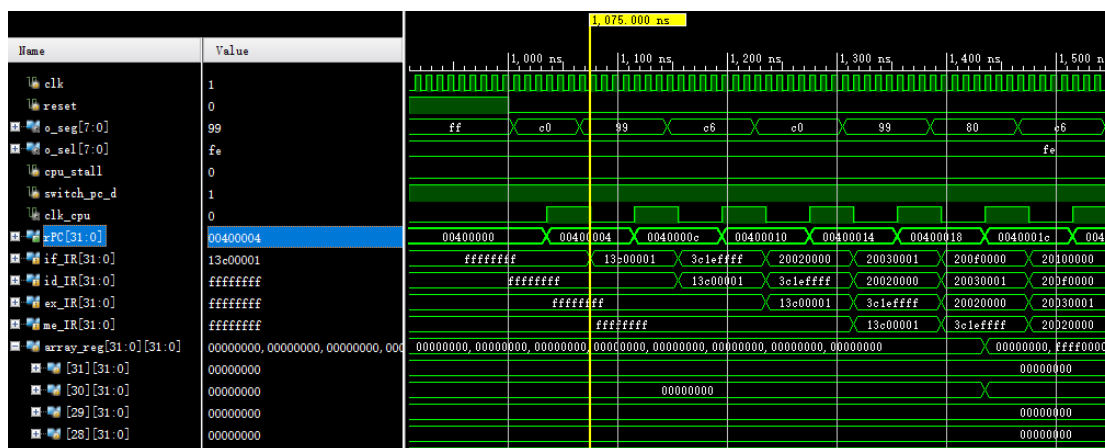 1,075.000 ns
Name Value
1,000 ns 1,100 ns 1,200 ns 1,300 ns 1,400 ns 1,500 n
clk 1
reset 0
o_seg[7:0] 99 ff c0 99 c6 c0 99 80 c6
o_sel[7:0] fe fe
cpu_stall 0
switch_pc_d 1
clk_cpu 0
rPC[31:0] 00400004 00400000 00400004 0040000c 00400010 00400014 00400018 0040001c 004
if_IR[31:0] 13c00001 ffffffff 13c00001 3c1effff 20020000 20030001 200f0000 20100000
id_IR[31:0] ffffffff ffffffff 13c00001 3c1effff 20020000 20030001 200f0000
ex_IR[31:0] ffffffff ffffffff 13c00001 3c1effff 20020000 20030001
me_IR[31:0] ffffffff ffffffff 13c00001 3c1effff 20020000
array_reg[31:0][31:0] 00000000,00000000,00000000,000 00000000,00000000,00000000,00000000,00000000,00000000,00000000,00000000 00000000,ffff0000
[31][31:0] 00000000 00000000
[30][31:0] 00000000 00000000
[29][31:0] 00000000 00000000
[28][31:0] 00000000 00000000